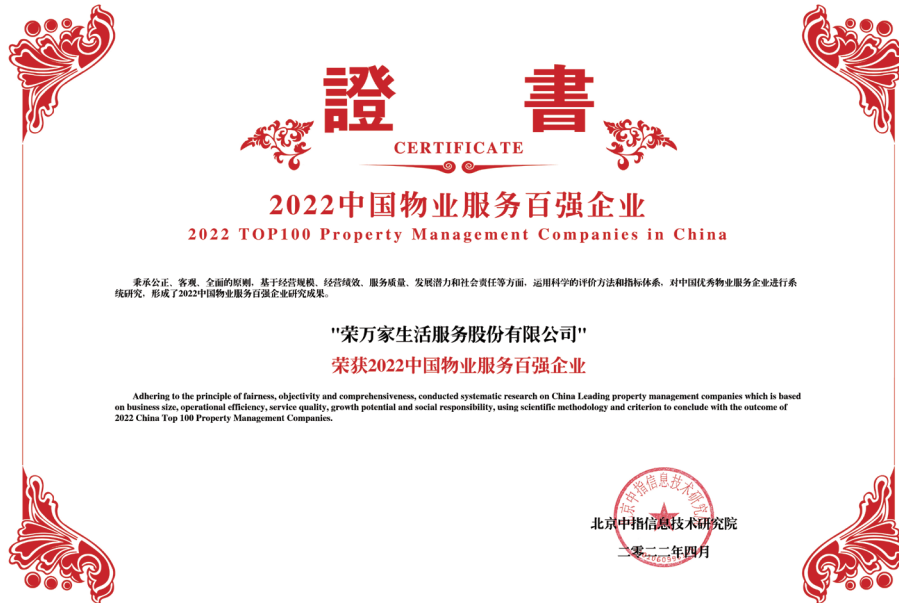 證 書
CERTIFICATE
2022中国物业服务百强企业
2022 TOP100 Property Management Companies in China
秉承公正、客观、全面的原则，基于经营规模、经营绩效、服务质量、发展潜力和社会责任等方面，运用科学的评价方法和指标体系，对中国优秀物业服务企业进行系
统研究，形成了2022中国物业服务百强企业研究成果。
"荣万家生活服务股份有限公司"
荣获2022中国物业服务百强企业
Adhering to the principle of fairness, objectivity and comprehensiveness, conducted systematic research on China Leading property management companies which is based
on business size, operational efficiency, service quality, growth potential and social responsibility, using scientific methodology and criterion to conclude with the outcome of
2022 China Top 100 Property Management Companies.
京中指信息技术研究
北京中指信息技术研究院
二零二二年四月